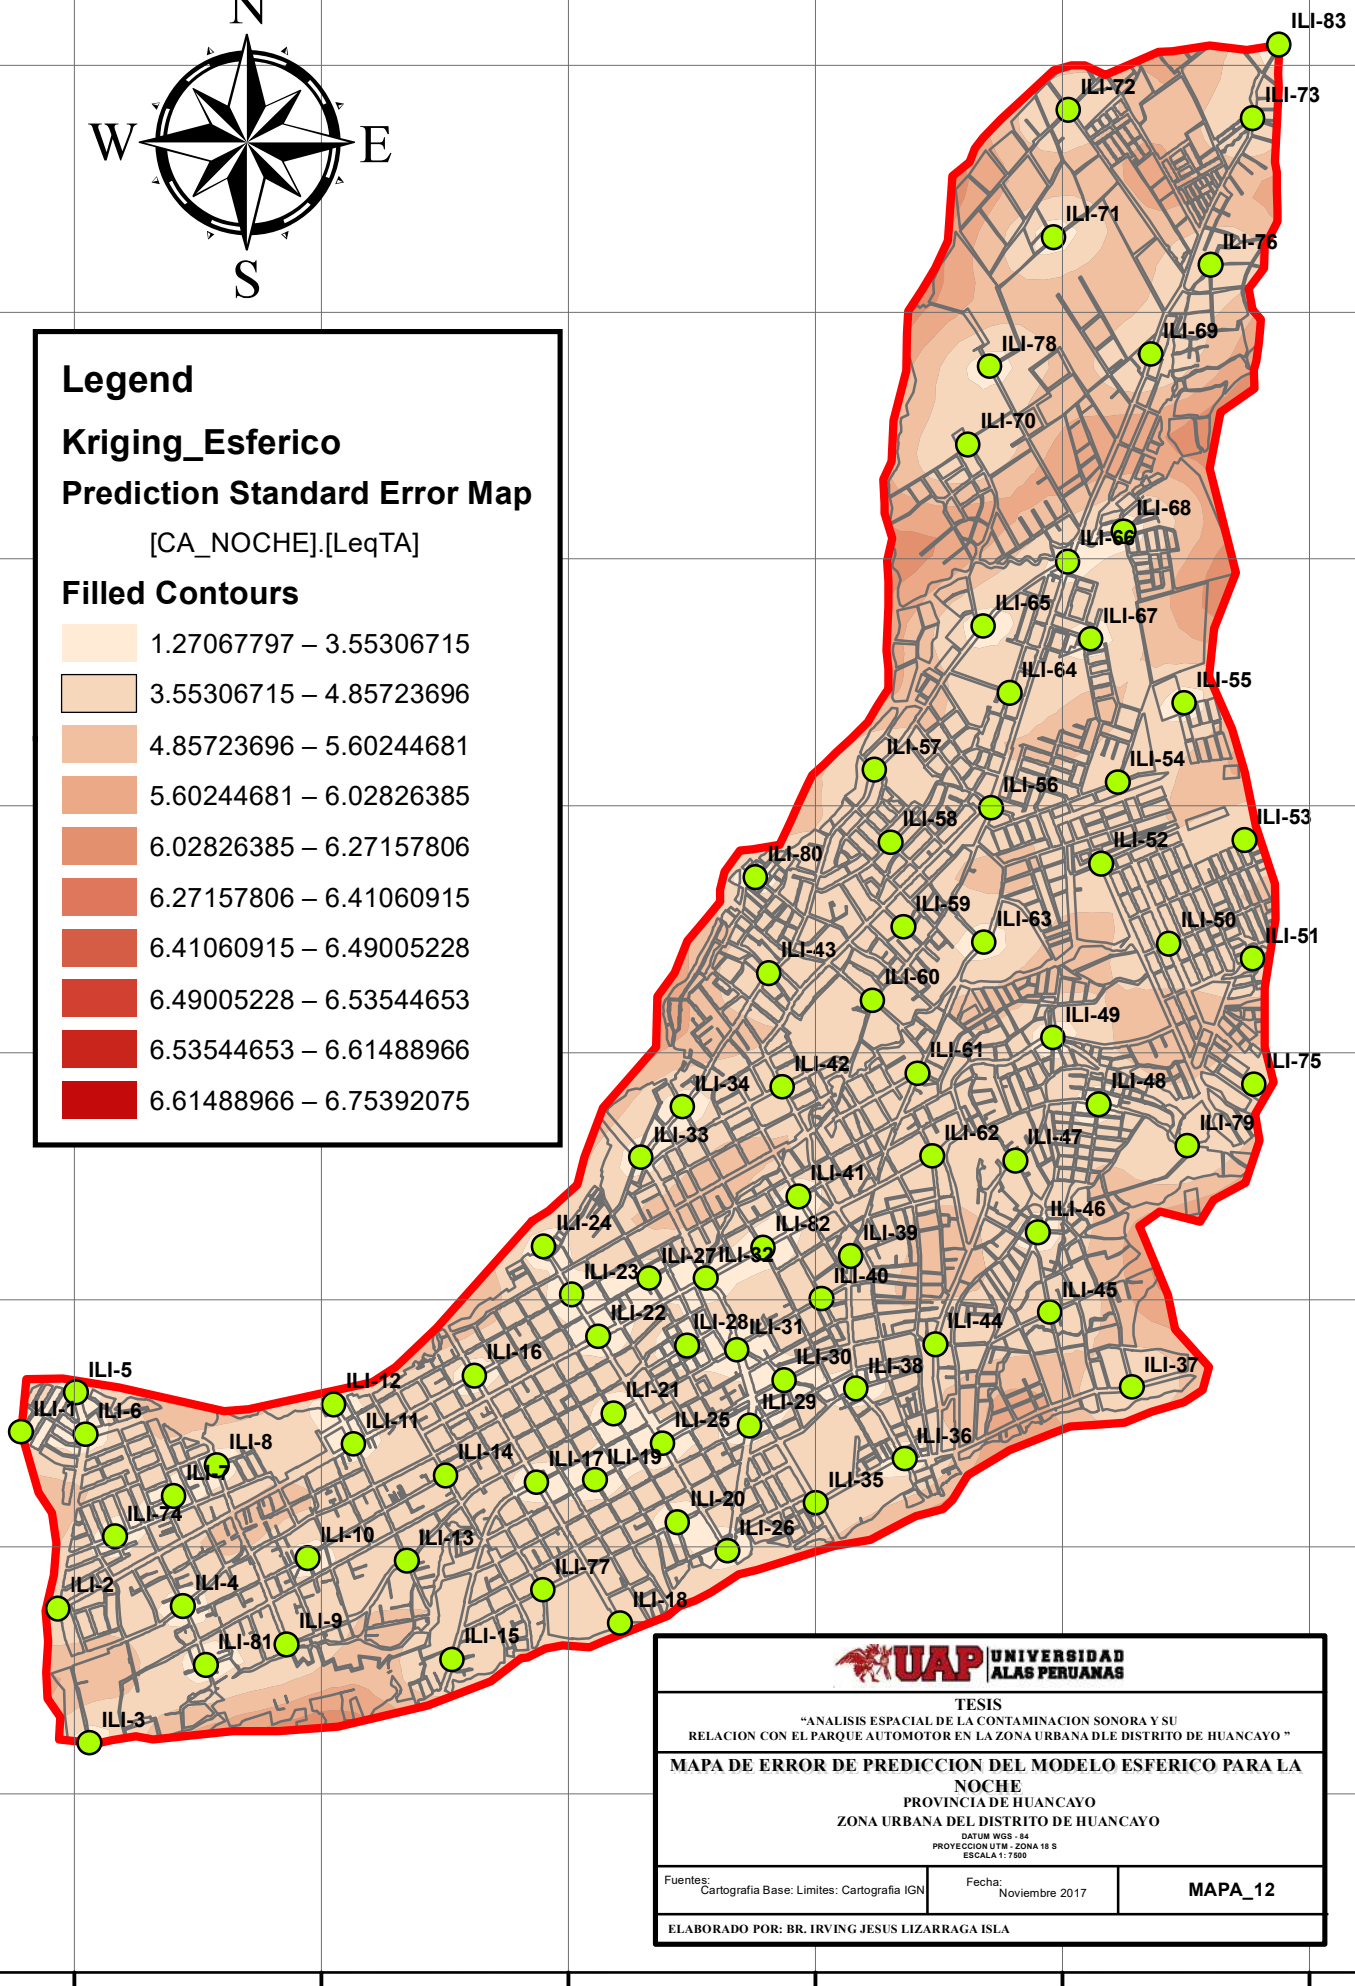 N
W
E
S
ILI-83
ILI-72
ILI-73
ILI-71
ILI-76
ILI-69
ILI-78
ILI-70
ILI-68
ILI-66
ILI-65
ILI-67
ILI-64
ILI-55
ILI-57
ILI-54
ILI-56
ILI-58
ILI-53
ILI-80
ILI-52
ILI-59
ILI-63
ILI-50
ILI-51
ILI-43
ILI-60
ILI-49
ILI-61
ILI-42
ILI-75
ILI-34
ILI-48
ILI-33
ILI-62
ILI-47
ILI-79
ILI-41
ILI-24
ILI-82
ILI-39
ILI-46
ILI-23
ILI-27
ILI-32
ILI-40
ILI-45
ILI-22
ILI-28
ILI-31
ILI-44
ILI-16
ILI-30
ILI-38
ILI-37
ILI-5
ILI-12
ILI-1
ILI-6
ILI-21
ILI-11
ILI-25
ILI-29
ILI-8
ILI-36
ILI-7
ILI-14
ILI-17
ILI-19
ILI-35
ILI-74
ILI-20
ILI-10
ILI-13
ILI-26
ILI-2
ILI-4
ILI-77
ILI-9
ILI-18
ILI-81
ILI-15
ILI-3
Legend
Kriging_Esferico
Prediction Standard Error Map
[CA_NOCHE].[LeqTA]
Filled Contours
1.27067797 – 3.55306715
3.55306715 – 4.85723696
4.85723696 – 5.60244681
5.60244681 – 6.02826385
6.02826385 – 6.27157806
6.27157806 – 6.41060915
6.41060915 – 6.49005228
6.49005228 – 6.53544653
6.53544653 – 6.61488966
6.61488966 – 6.75392075
UAP UNIVERSIDAD
ALAS PERUANAS
TESIS
“ANALISIS ESPACIAL DE LA CONTAMINACION SONORA Y SU
RELACION CON EL PARQUE AUTOMOTOR EN LA ZONA URBANA DLE DISTRITO DE HUANCAYO ”
MAPA DE ERROR DE PREDICCION DEL MODELO ESFERICO PARA LA
NOCHE
PROVINCIA DE HUANCAYO
ZONA URBANA DEL DISTRITO DE HUANCAYO
DATUM WGS - 84
PROYECCION UTM - ZONA 18 S
ESCALA 1: 7500
Fuentes:
Cartografia Base: Limites: Cartografia IGN
Fecha:
Noviembre 2017
MAPA_12
ELABORADO POR: BR. IRVING JESUS LIZARRAGA ISLA